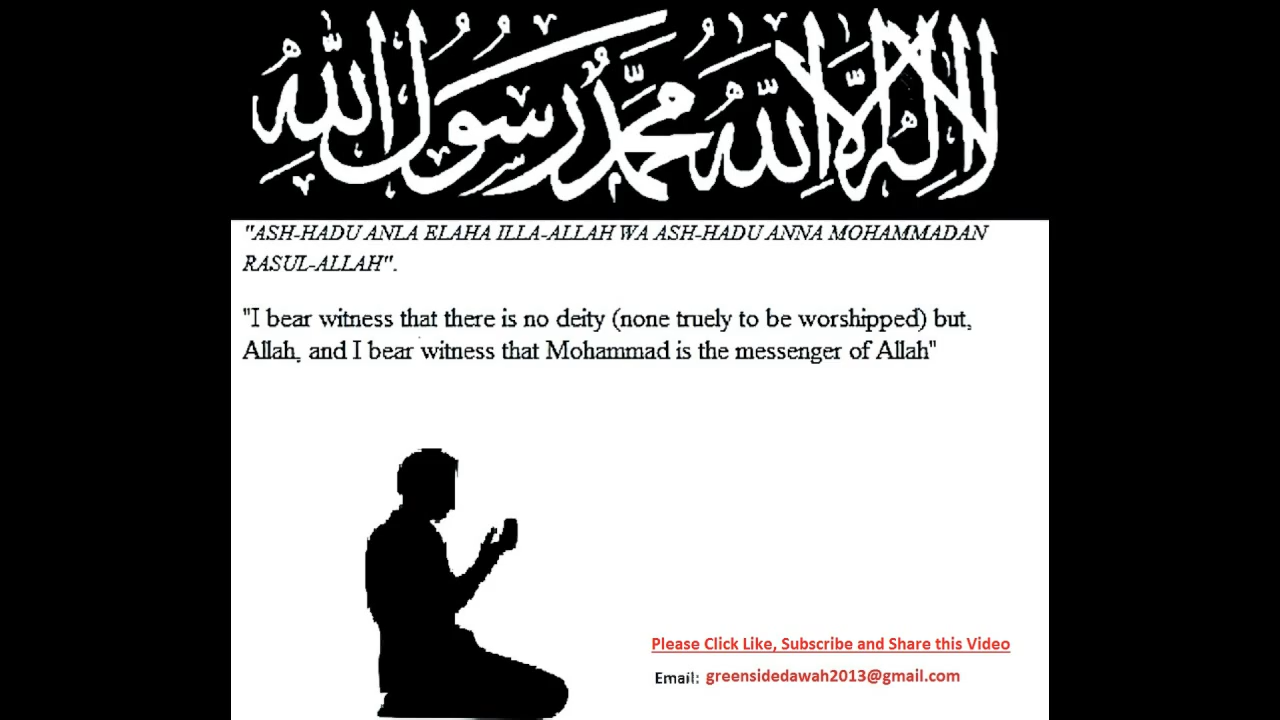 لا إله إلا الله محمد رسول الله
"ASH-HADU ANLA ELAHA ILLA-ALLAH WA ASH-HADU ANNA MOHAMMADAN
RASUL-ALLAH".
"I bear witness that there is no deity (none truely to be worshipped) but,
Allah, and I bear witness that Mohammad is the messenger of Allah"
Please Click Like, Subscribe and Share this Video
Email: greensidedawah2013@gmail.com